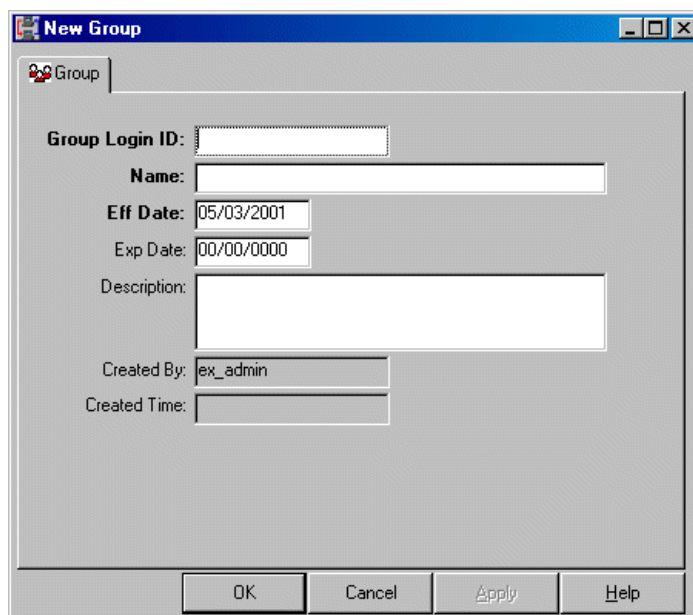 New Group
Group
Group Login ID:
Name:
Eff Date: 05/03/2001
Exp Date: 00/00/0000
Description:
Created By: ex_admin
Created Time:
OK Cancel Apply Help